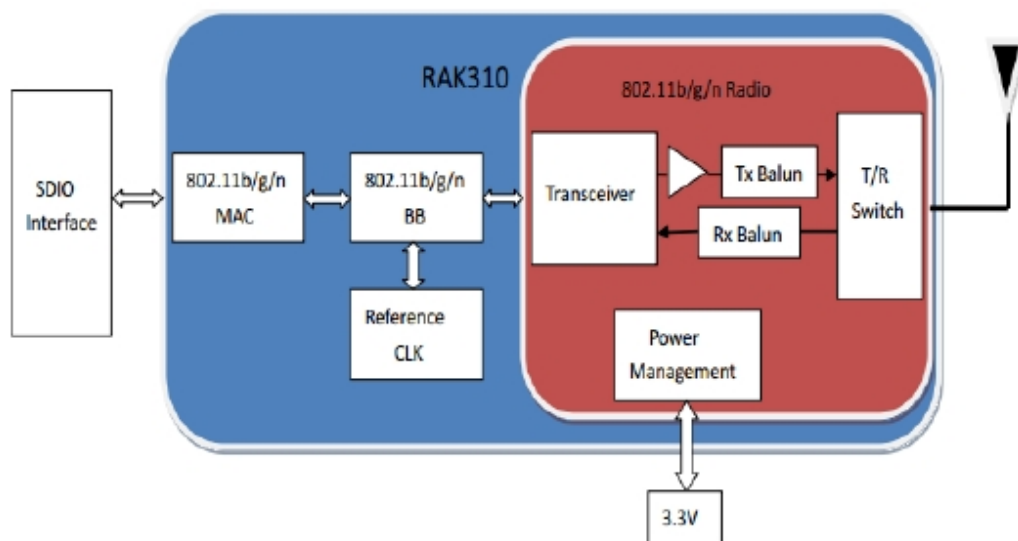 RAK310
802.11b/g/n Radio
SDIO
Interface
802.11b/g/n
MAC
802.11b/g/n
BB
Reference
CLK
Transceiver
Tx Balun
Rx Balun
T/R
Switch
Power
Management
3.3V